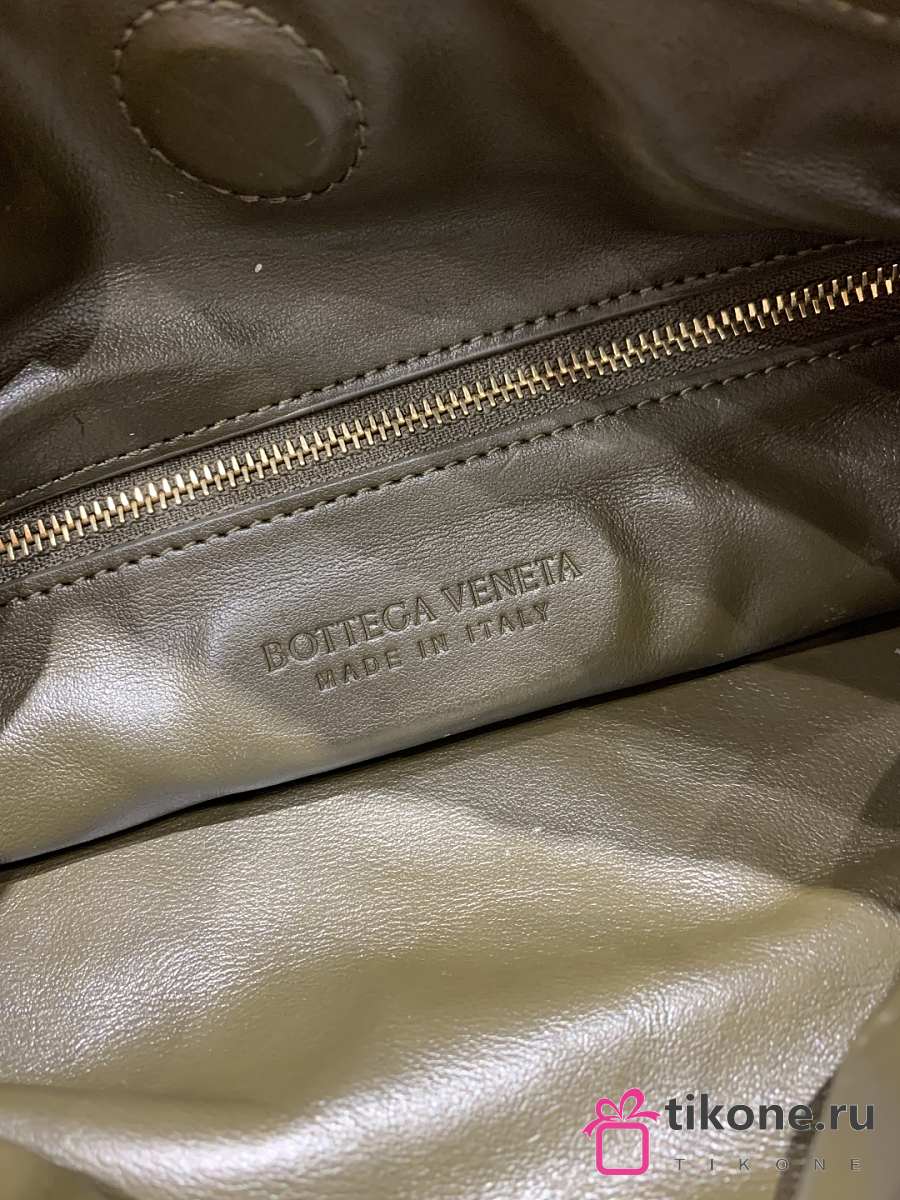 BOTTEGA VENETA
MADE IN ITALY
tikone.ru
TIKONE